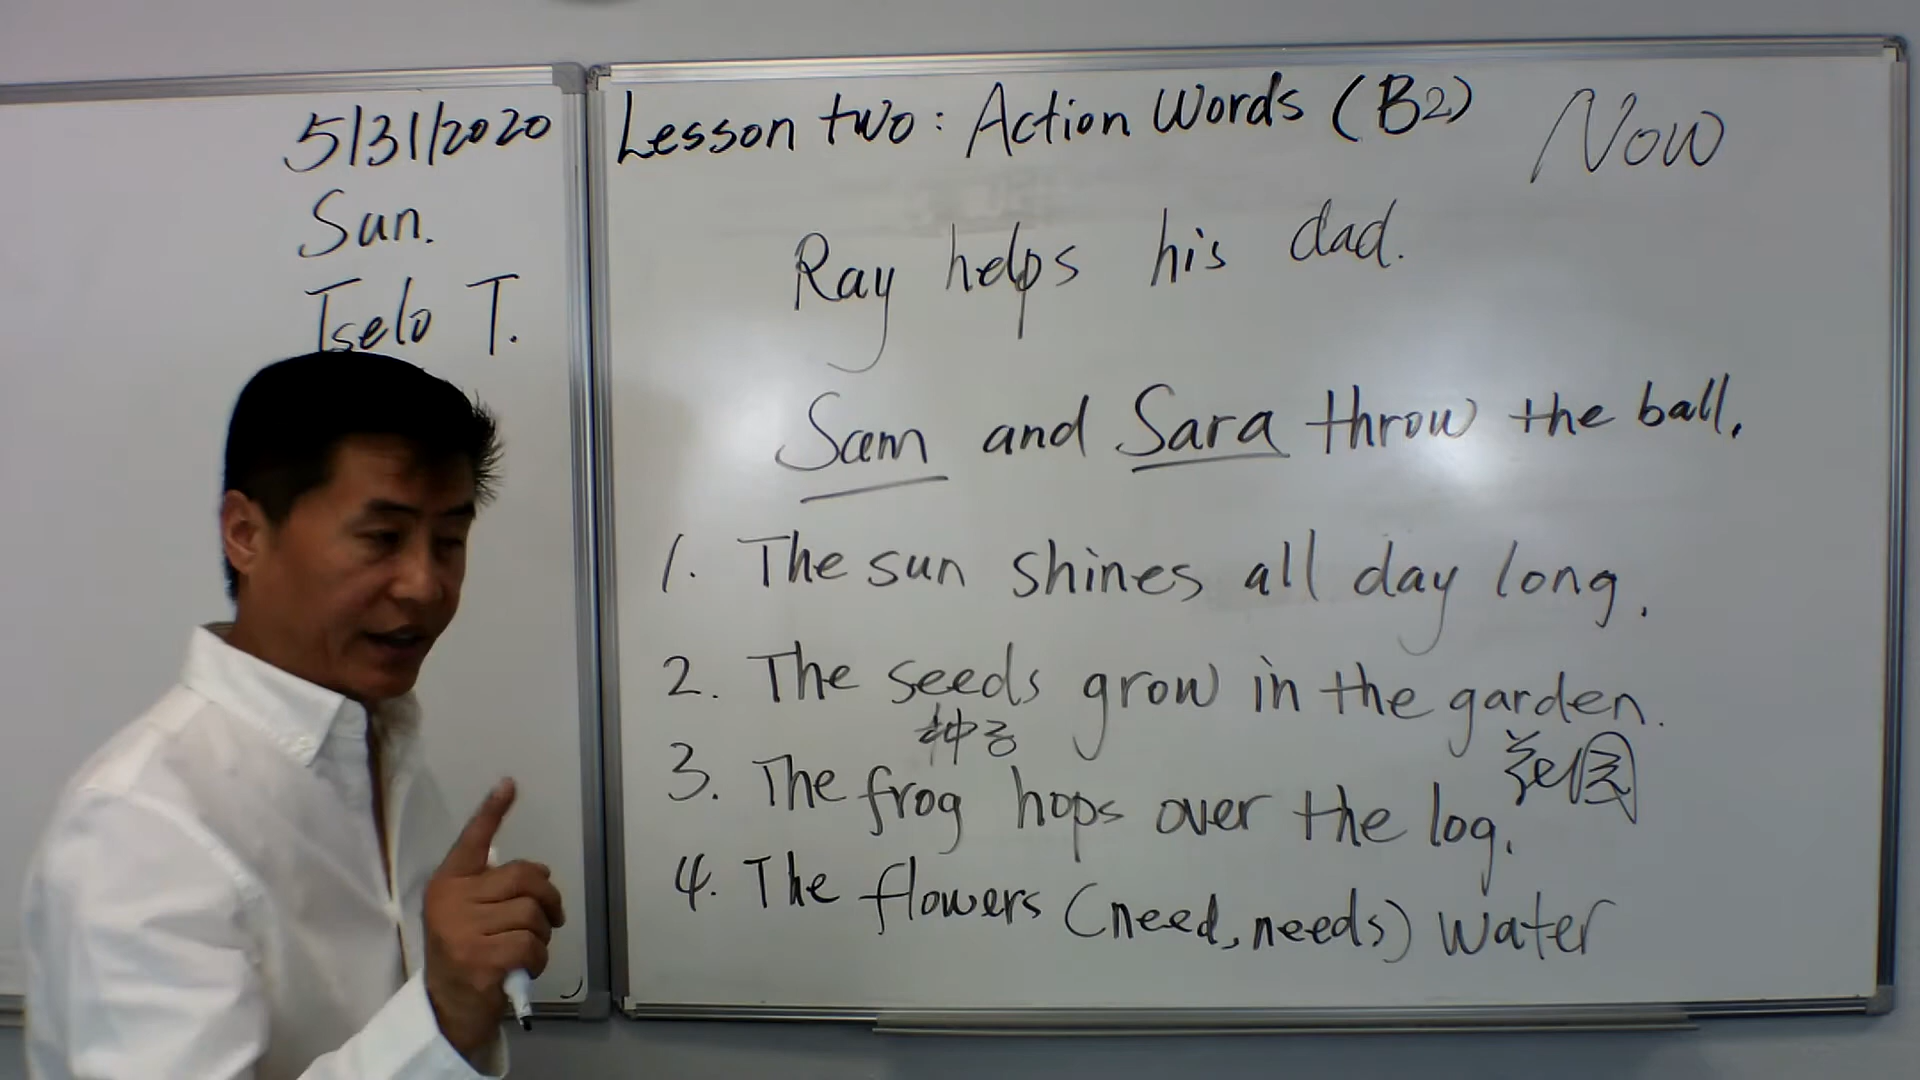 5/31/2020
Sun.
Tselo T.
Lesson two: Action Words (B2)
Now
Ray helps his dad.
Sam and Sara throw the ball.
1. The sun shines all day long.
2. The seeds grow in the garden.
种子
花园
3. The frog hops over the log.
4. The flowers (need, needs) water